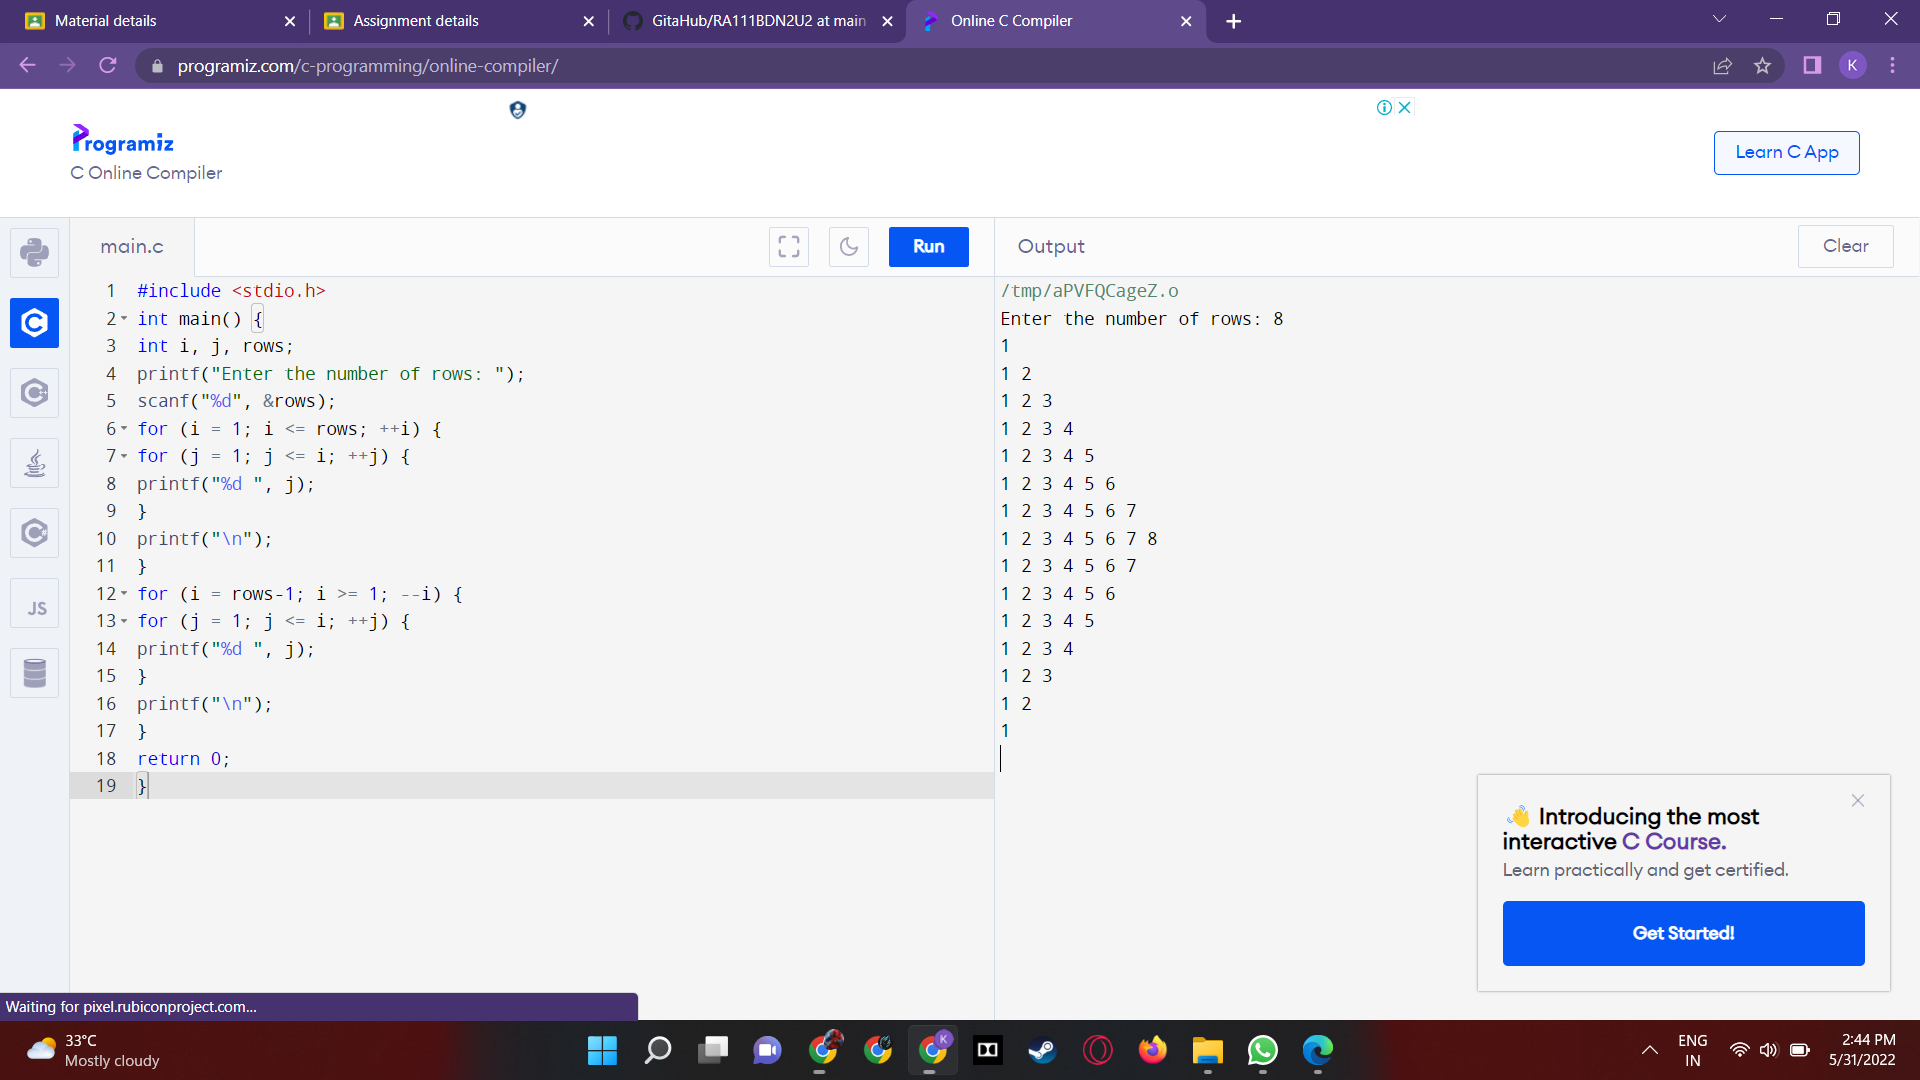 Material details
Assignment details
GitaHub/RA111BDN2U2 at main
Online C Compiler
programiz.com/c-programming/online-compiler/
K
Programiz
C Online Compiler
Learn C App
main.c
Run
Output
Clear
1 #include <stdio.h>
2 int main() {
3 int i, j, rows;
4 printf("Enter the number of rows: ");
5 scanf("%d", &rows);
6 for (i = 1; i <= rows; ++i) {
7 for (j = 1; j <= i; ++j) {
8 printf("%d ", j);
9 }
10 printf("\n");
11 }
12 for (i = rows-1; i >= 1; --i) {
13 for (j = 1; j <= i; ++j) {
14 printf("%d ", j);
15 }
16 printf("\n");
17 }
18 return 0;
19 }
JS
/tmp/aPVFQCageZ.o
Enter the number of rows: 8
1
1 2
1 2 3
1 2 3 4
1 2 3 4 5
1 2 3 4 5 6
1 2 3 4 5 6 7
1 2 3 4 5 6 7 8
1 2 3 4 5 6 7
1 2 3 4 5 6
1 2 3 4 5
1 2 3 4
1 2 3
1 2
1
👋 Introducing the most
interactive C Course.
Learn practically and get certified.
Get Started!
Waiting for pixel.rubiconproject.com...
33°C
Mostly cloudy
K
ENG
IN
2:44 PM
5/31/2022